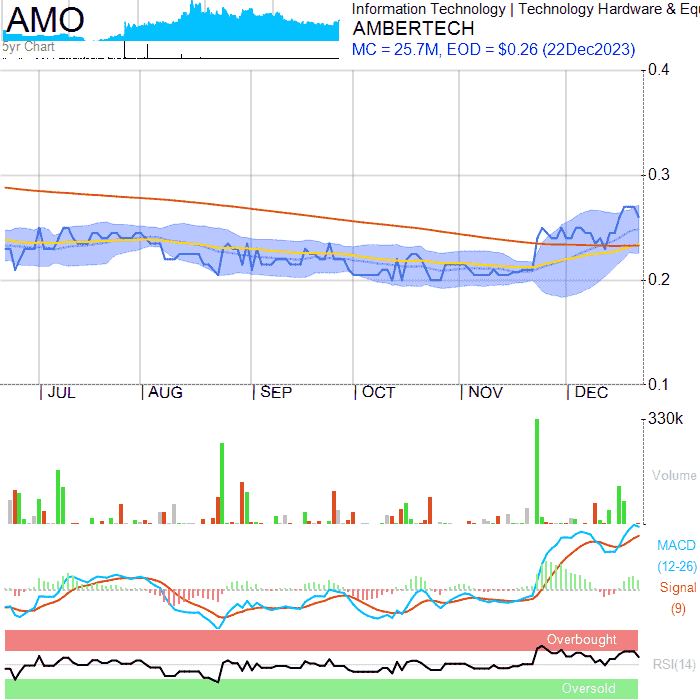 AMO
5yr Chart
Information Technology | Technology Hardware & Equ
AMBERTECH
MC = 25.7M, EOD = $0.26 (22Dec2023)
0.4
0.3
0.2
0.1
JUL
AUG
SEP
OCT
NOV
DEC
330k
Volume
MACD
(12-26)
Signal
(9)
Overbought
RSI(14)
Oversold